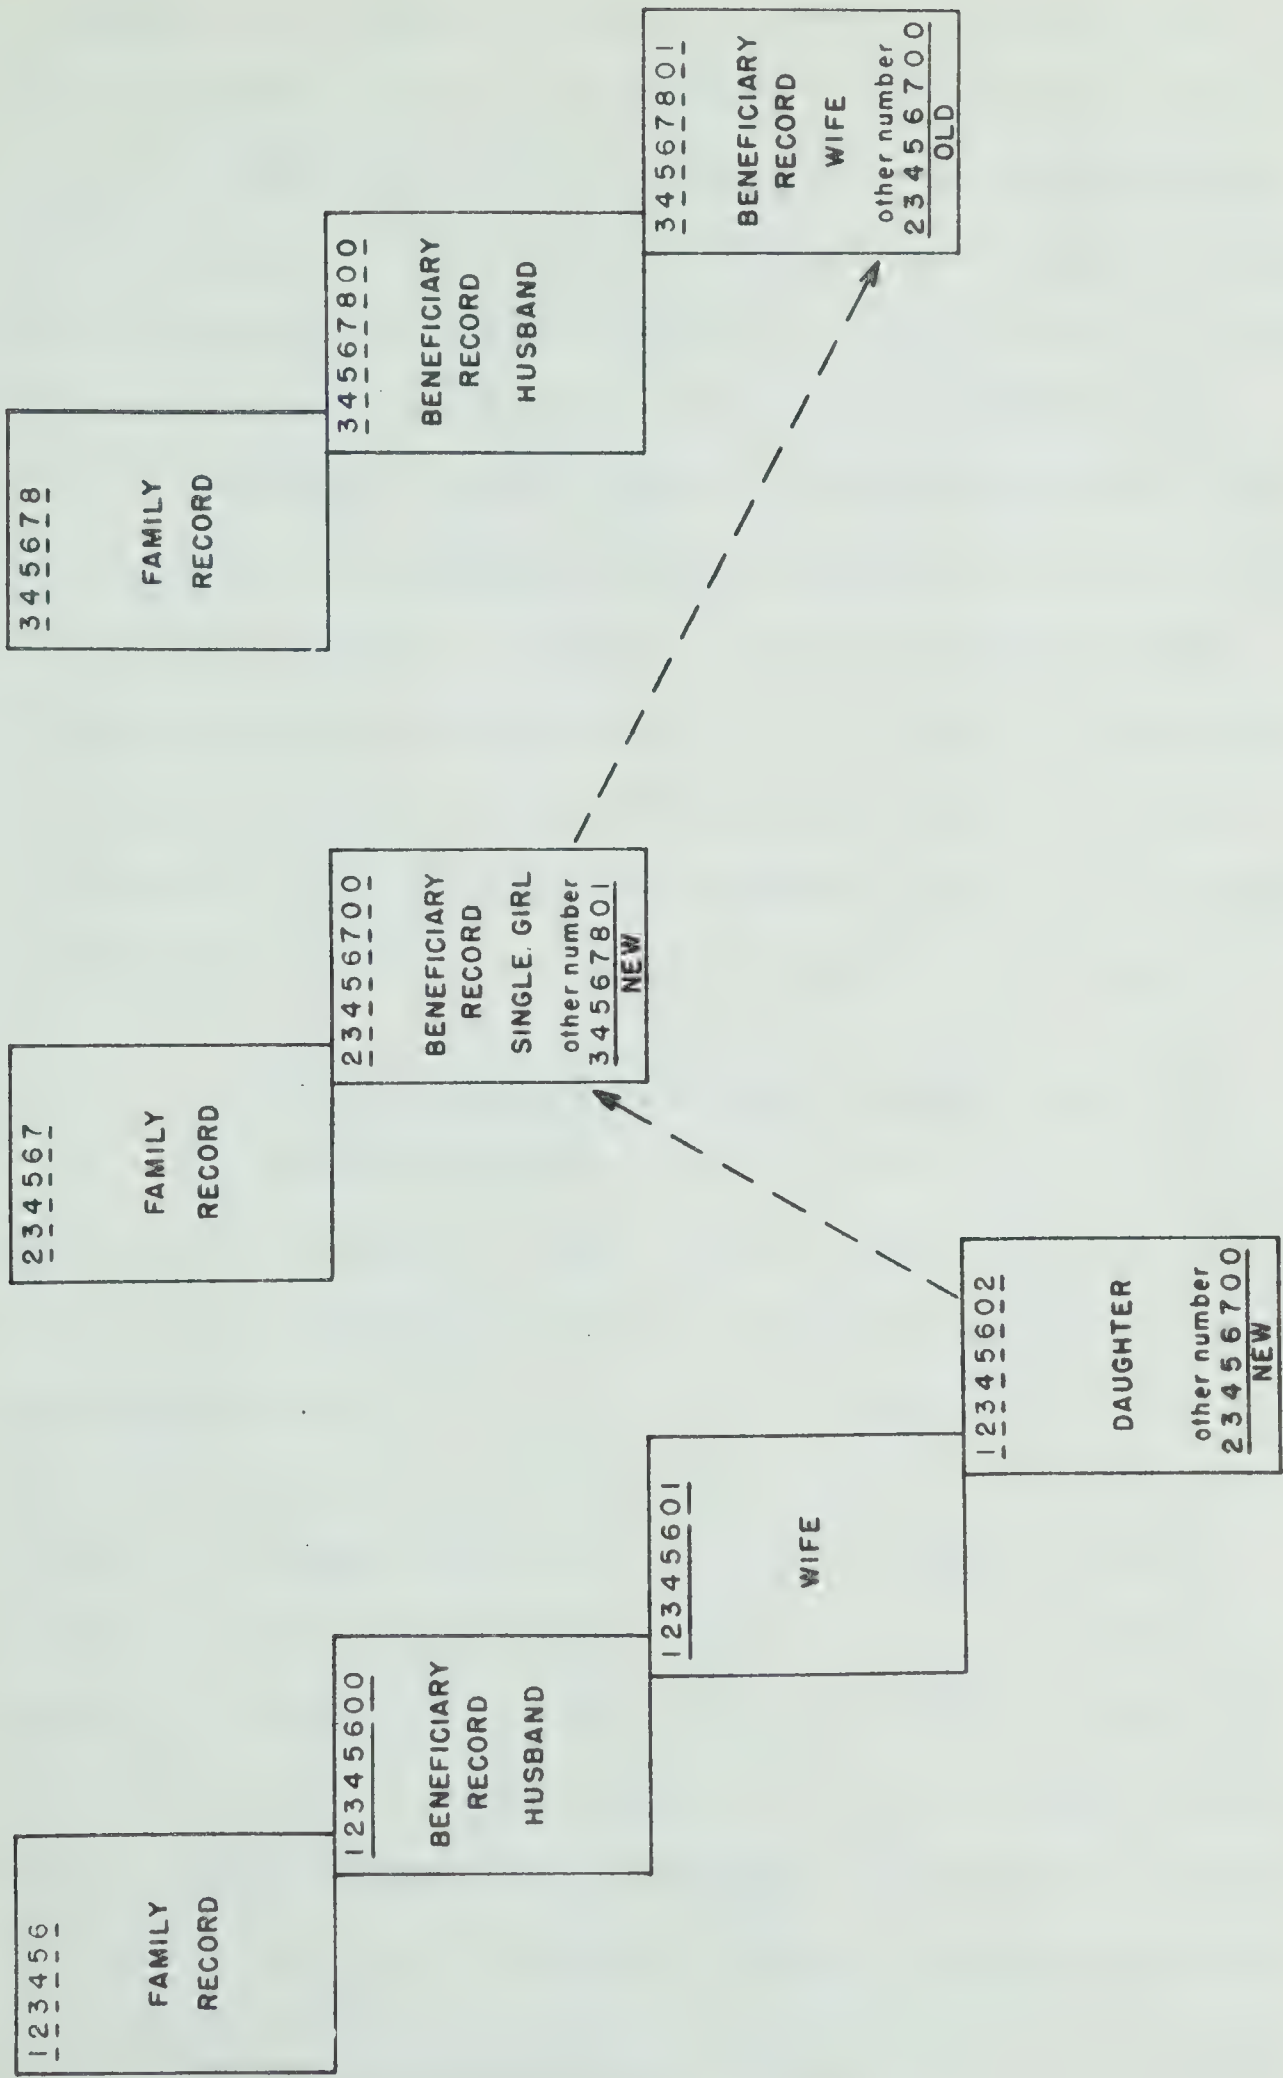 123456
FAMILY
RECORD
12345600
BENEFICIARY
RECORD
HUSBAND
12345601
WIFE
12345602
DAUGHTER
other number
23456700
NEW
234567
FAMILY
RECORD
23456700
BENEFICIARY
RECORD
SINGLE GIRL
other number
34567801
NEW
345678
FAMILY
RECORD
34567800
BENEFICIARY
RECORD
HUSBAND
34567801
BENEFICIARY
RECORD
WIFE
other number
23456700
OLD